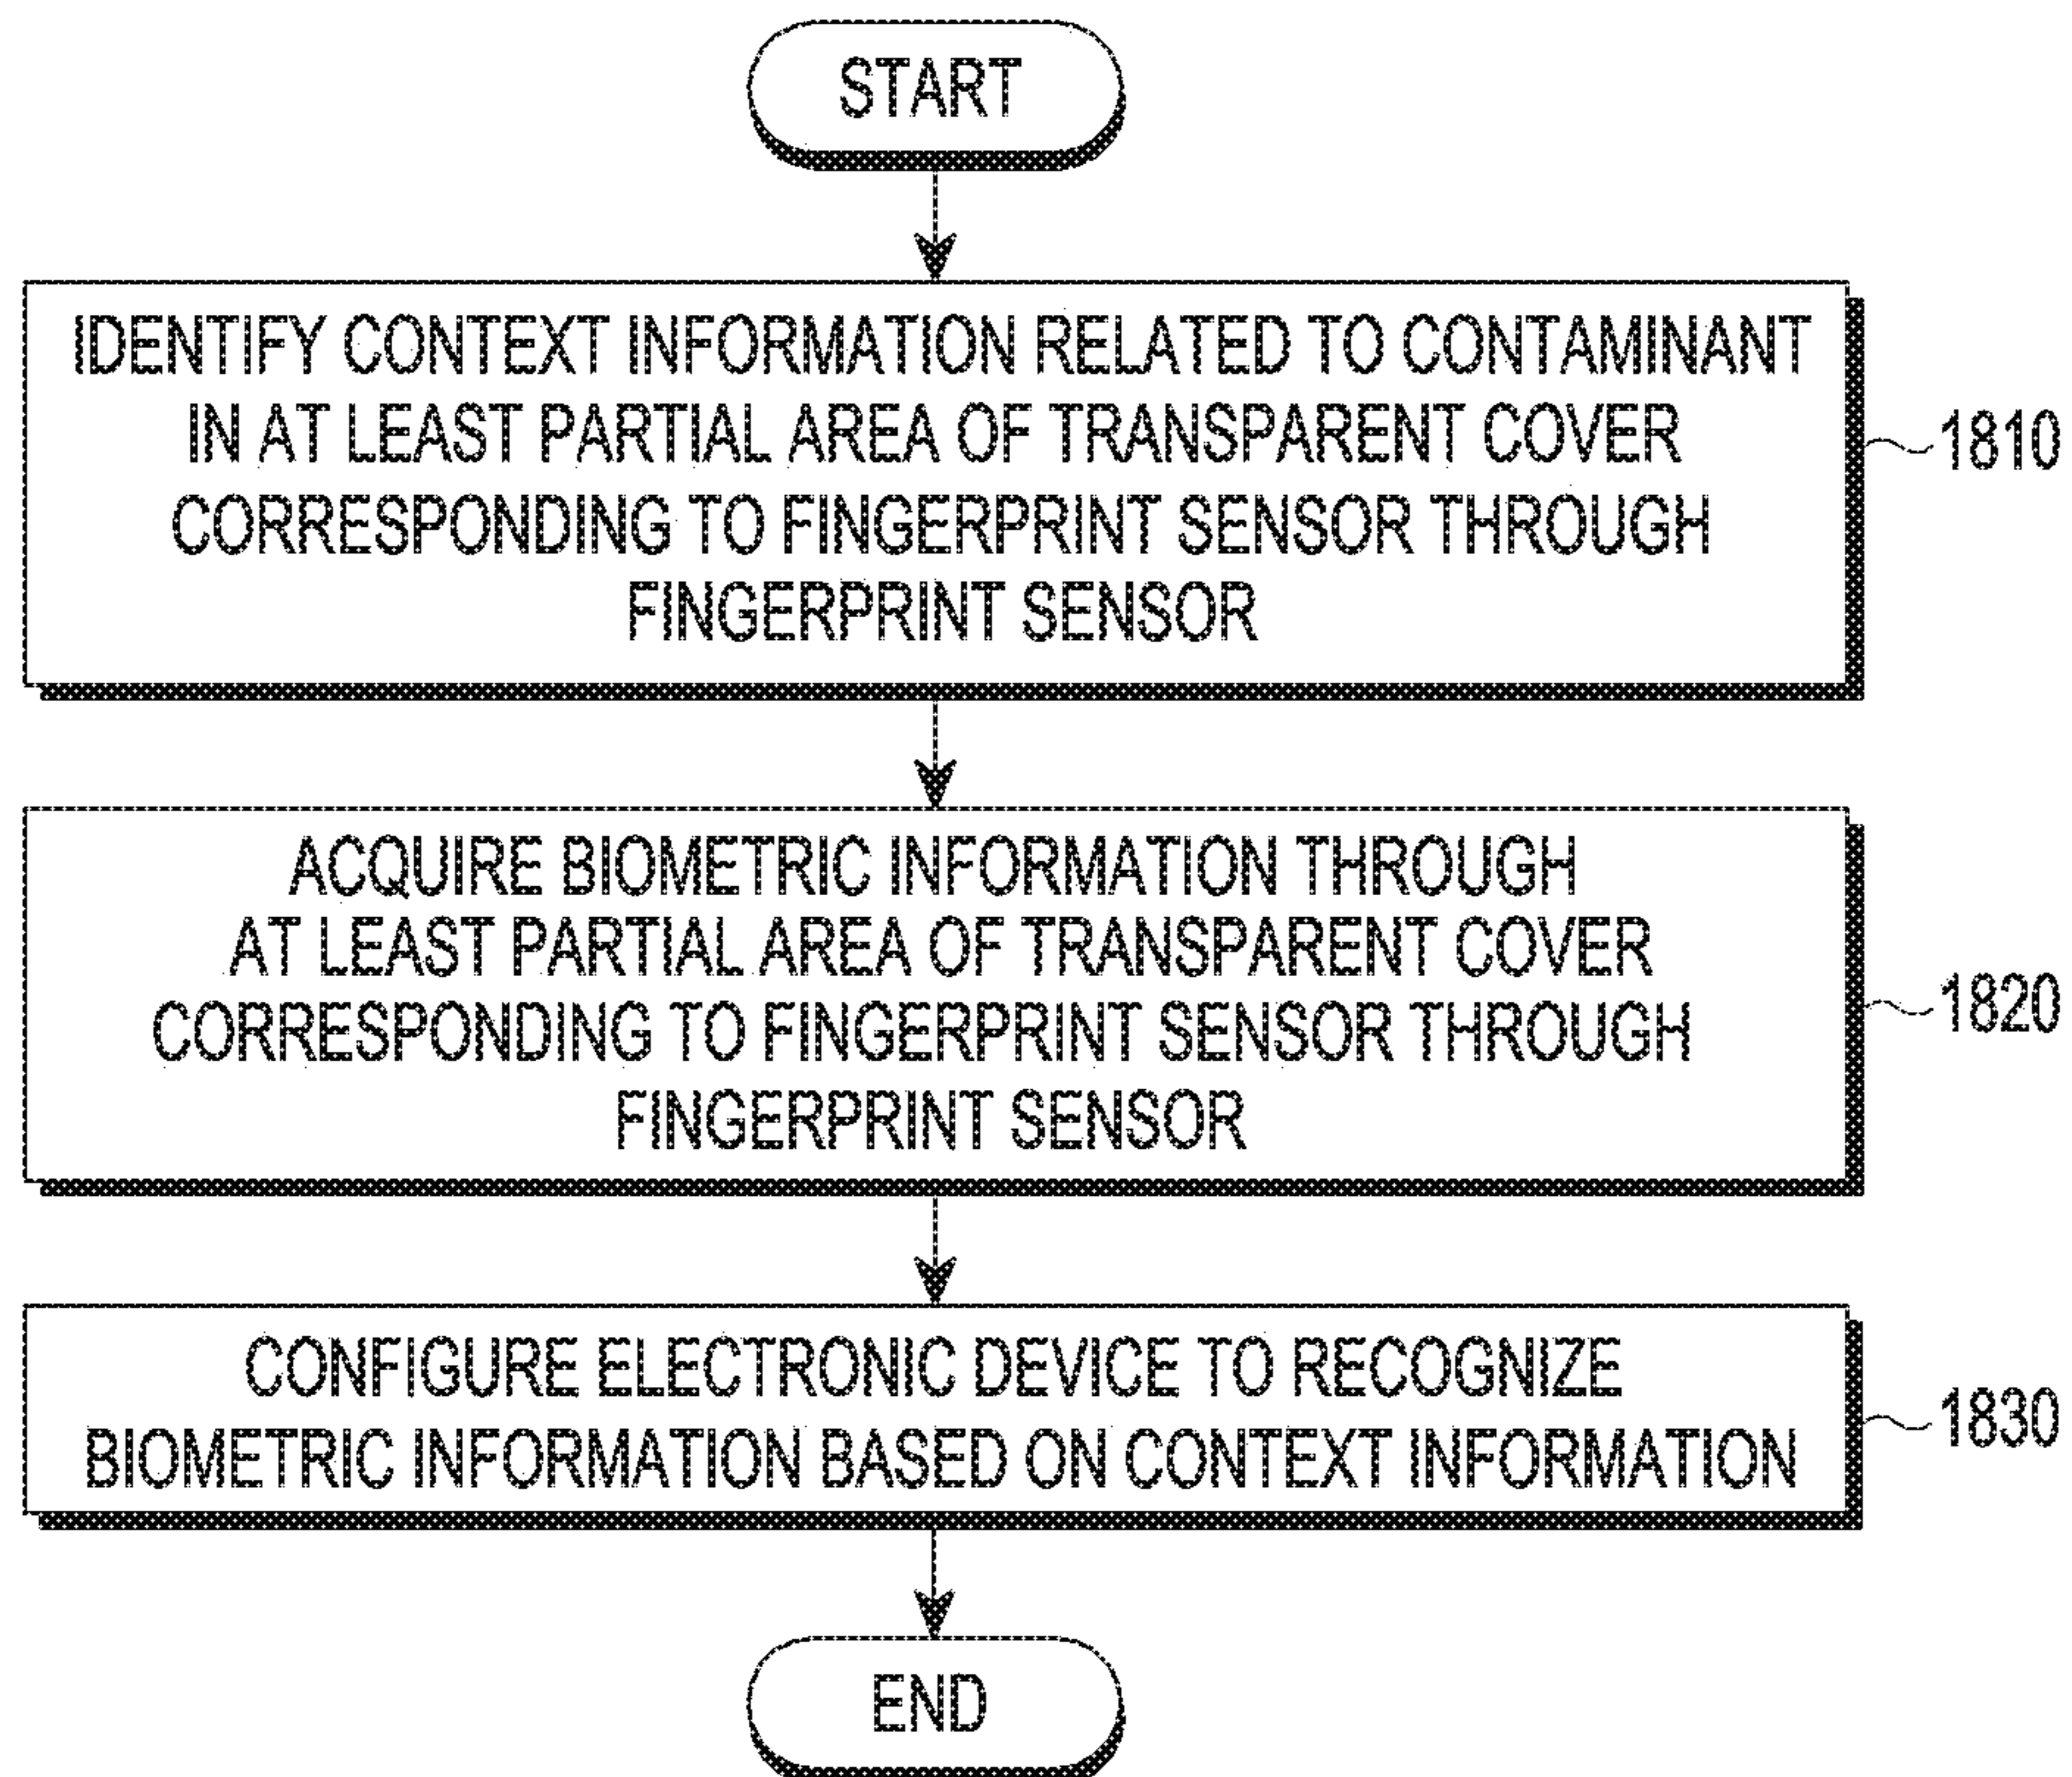 START
IDENTIFY CONTEXT INFORMATION RELATED TO CONTAMINANT
IN AT LEAST PARTIAL AREA OF TRANSPARENT COVER
CORRESPONDING TO FINGERPRINT SENSOR THROUGH
FINGERPRINT SENSOR
1810
ACQUIRE BIOMETRIC INFORMATION THROUGH
AT LEAST PARTIAL AREA OF TRANSPARENT COVER
CORRESPONDING TO FINGERPRINT SENSOR THROUGH
FINGERPRINT SENSOR
1820
CONFIGURE ELECTRONIC DEVICE TO RECOGNIZE
BIOMETRIC INFORMATION BASED ON CONTEXT INFORMATION
1830
END